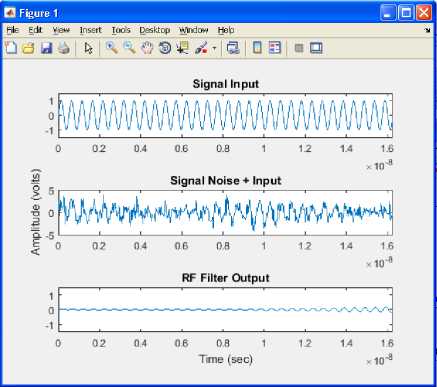 Figure 1
File Edit View Insert Tools Desktop Window Help
Signal Input
1
0
-1
0 0.2 0.4 0.6 0.8 1 1.2 1.4 1.6
× 10⁻⁸
Signal Noise + Input
Amplitude (volts)
5
0
-5
0 0.2 0.4 0.6 0.8 1 1.2 1.4 1.6
× 10⁻⁸
RF Filter Output
1
0
-1
0 0.2 0.4 0.6 0.8 1 1.2 1.4 1.6
× 10⁻⁸
Time (sec)